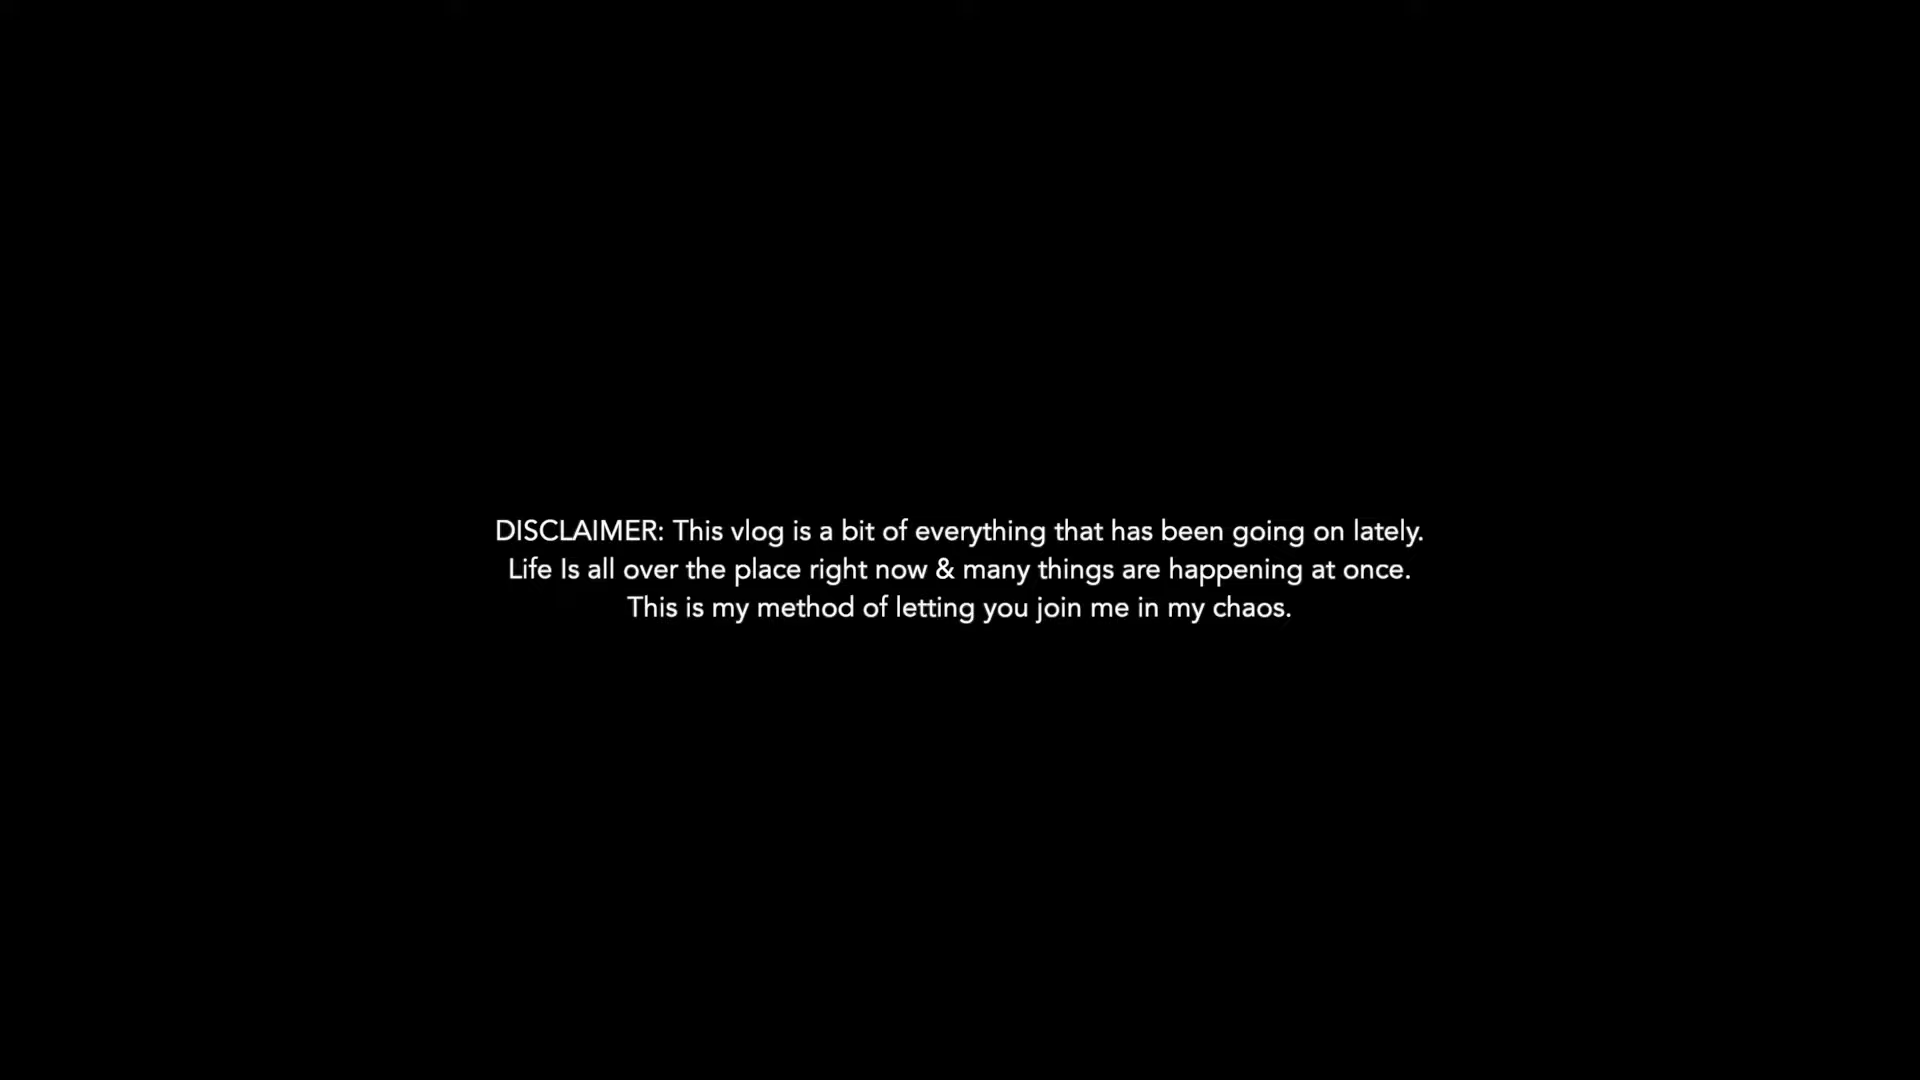 DISCLAIMER: This vlog is a bit of everything that has been going on lately.
Life Is all over the place right now & many things are happening at once.
This is my method of letting you join me in my chaos.